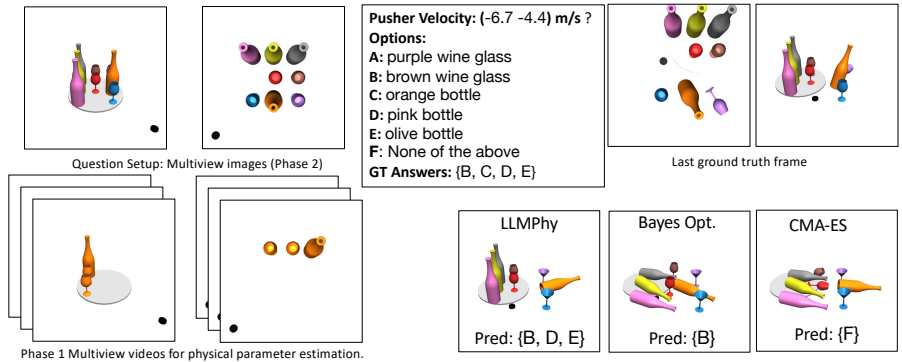 Pusher Velocity: (-6.7 -4.4) m/s ?
Options:
A: purple wine glass
B: brown wine glass
C: orange bottle
D: pink bottle
E: olive bottle
F: None of the above
GT Answers: {B, C, D, E}
Question Setup: Multiview images (Phase 2)
Last ground truth frame
Phase 1 Multiview videos for physical parameter estimation.
LLMPhy
Pred: {B, D, E}
Bayes Opt.
Pred: {B}
CMA-ES
Pred: {F}